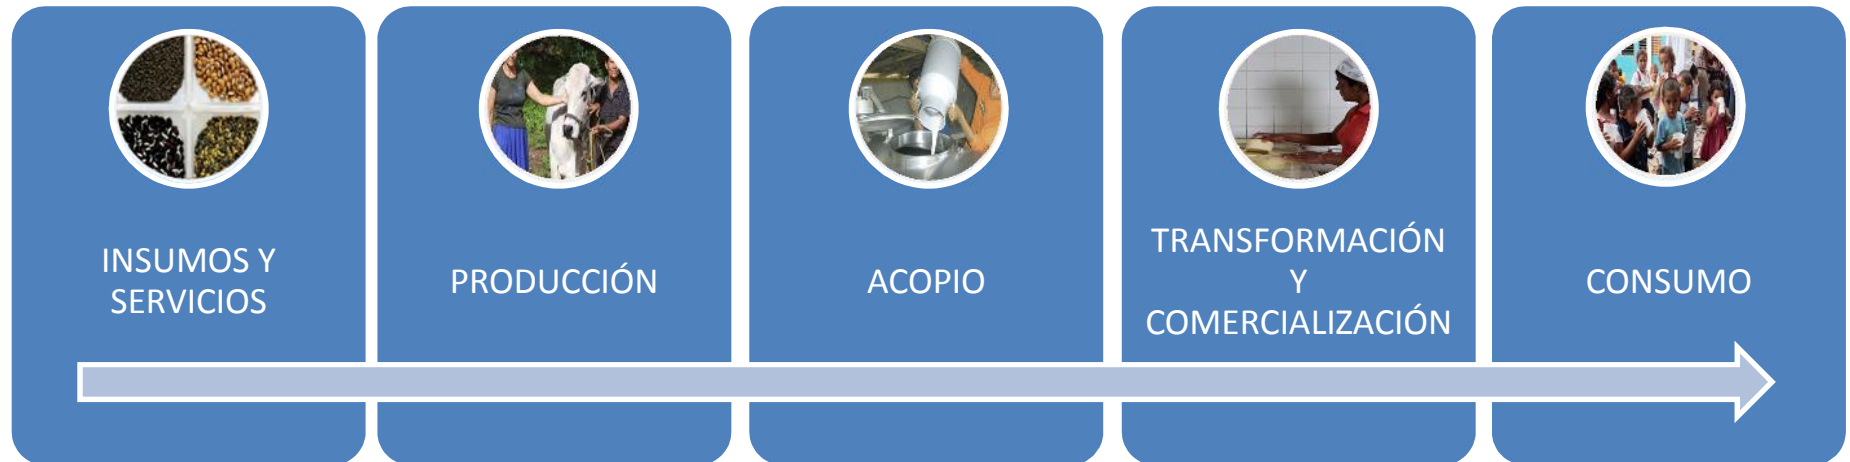 INSUMOS Y
SERVICIOS
PRODUCCIÓN
ACOPIO
TRANSFORMACIÓN
Y
COMERCIALIZACIÓN
CONSUMO